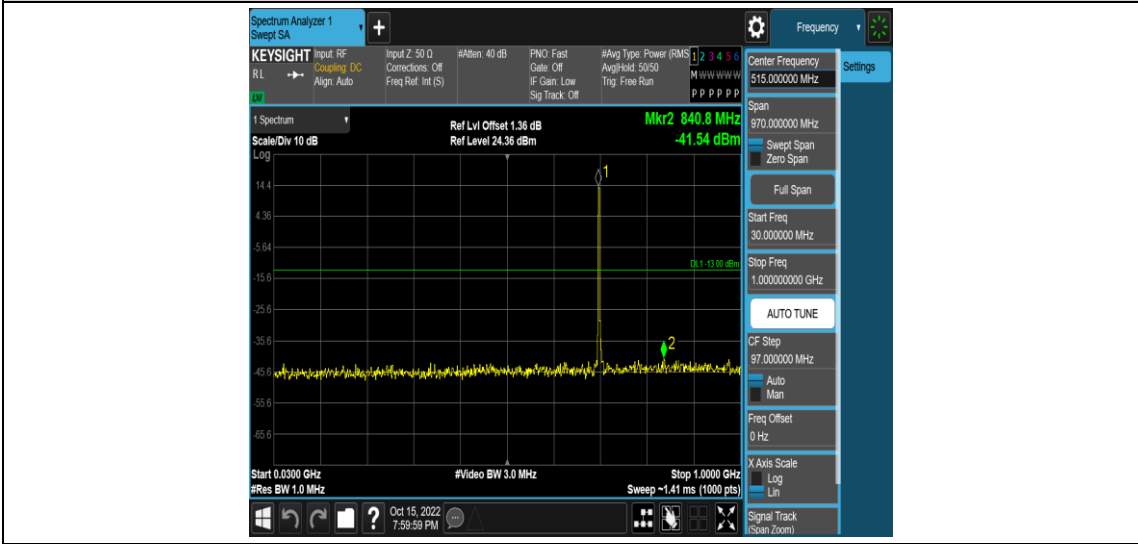 Spectrum Analyzer 1
Swept SA
+
Frequency
KEYSIGHT
RL
Input: RF
Coupling: DC
Align: Auto
Input Z: 50 Ω
Corrections: Off
Freq Ref: Int (S)
#Atten: 40 dB
PNO: Fast
Gate: Off
IF Gain: Low
Sig Track: Off
#Avg Type: Power (RMS
Avg|Hold: 50/50
Trig: Free Run
1 2 3 4 5 6
M W W W W W
P P P P P P
1 Spectrum
Scale/Div 10 dB
Ref Lvl Offset 1.36 dB
Ref Level 24.36 dBm
Mkr2 840.8 MHz
-41.54 dBm
Log
14.4
4.36
-5.64
-15.6
-25.6
-35.6
-45.6
-55.6
-65.6
1
DL1 -13.00 dBm
2
Start 0.0300 GHz
#Res BW 1.0 MHz
#Video BW 3.0 MHz
Stop 1.0000 GHz
Sweep ~1.41 ms (1000 pts)
Oct 15, 2022
7:59:59 PM
?
Center Frequency
515.000000 MHz
Settings
Span
970.000000 MHz
Swept Span
Zero Span
Full Span
Start Freq
30.000000 MHz
Stop Freq
1.000000000 GHz
AUTO TUNE
CF Step
97.000000 MHz
Auto
Man
Freq Offset
0 Hz
X Axis Scale
Log
Lin
Signal Track
(Span Zoom)